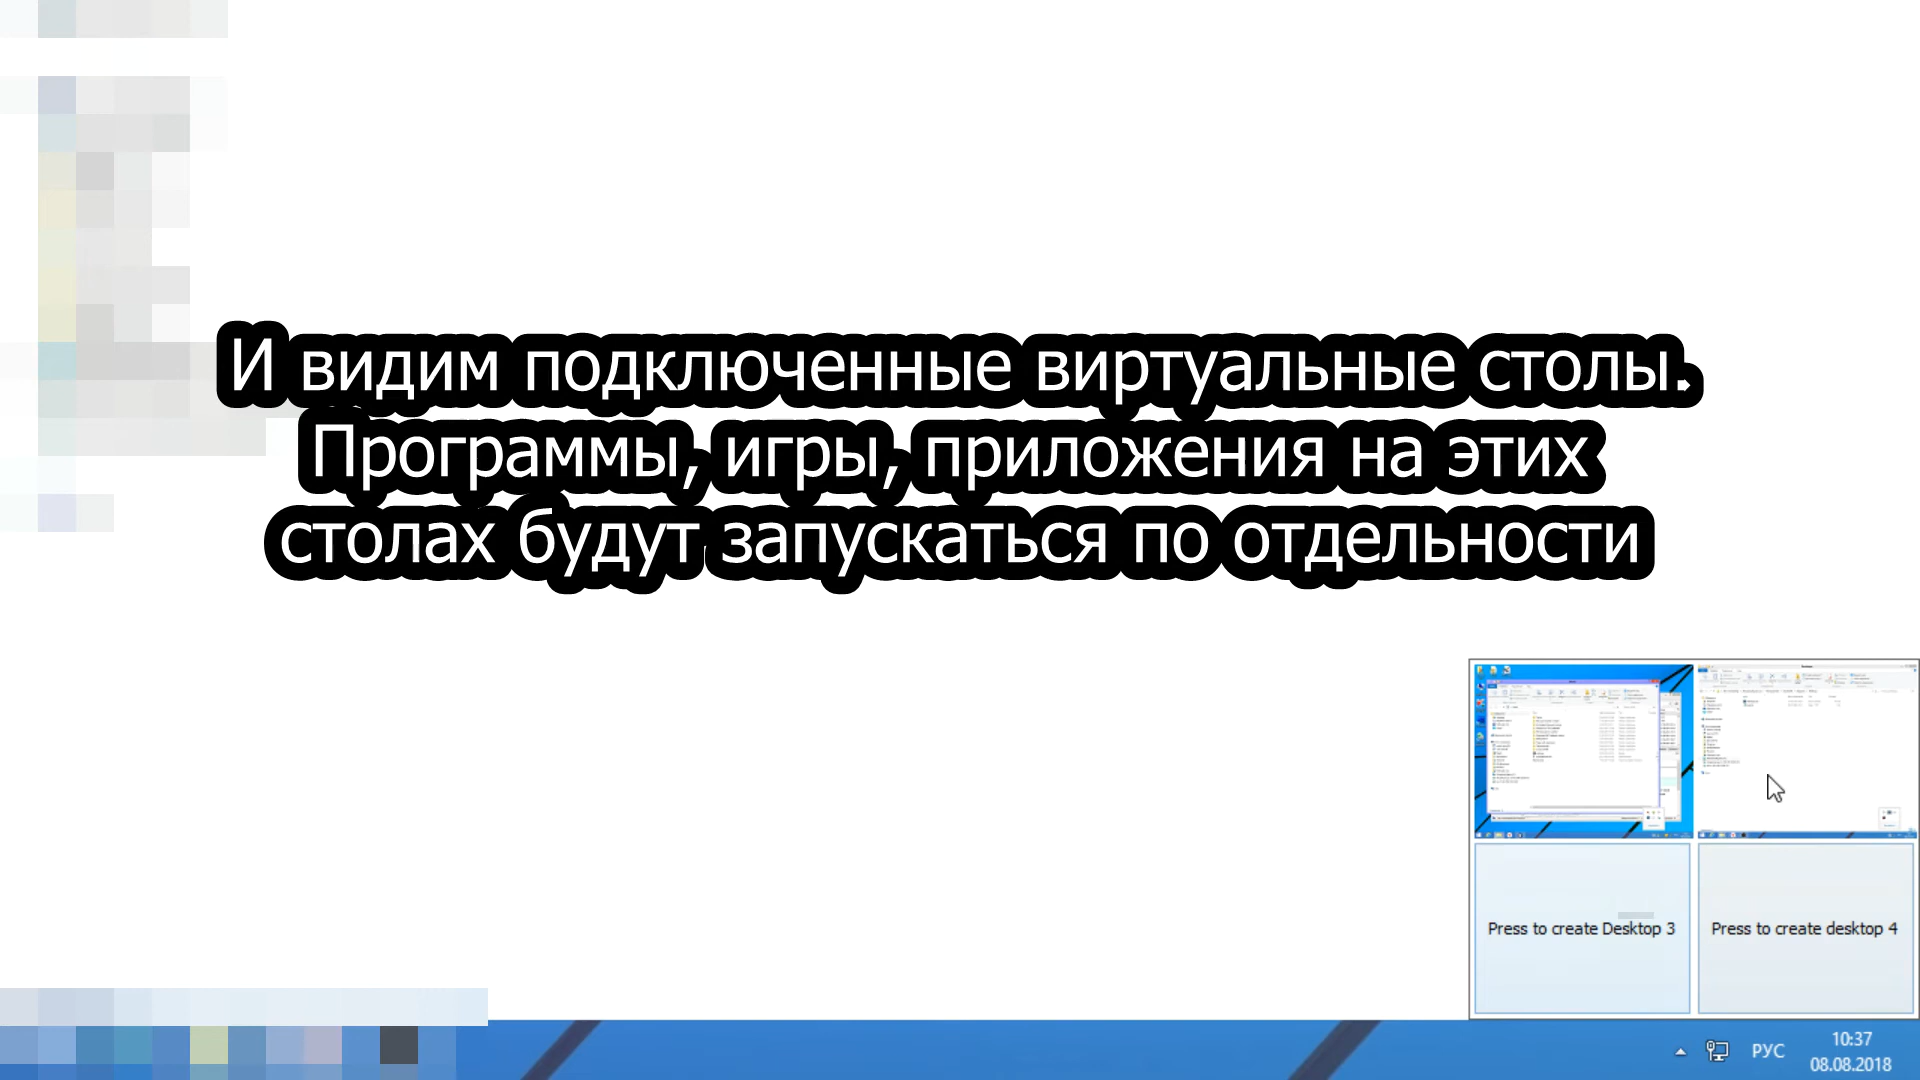 И видим подключенные виртуальные столы.
Программы, игры, приложения на этих
столах будут запускаться по отдельности
Press to create Desktop 3
Press to create desktop 4
РУС
10:37
08.08.2018